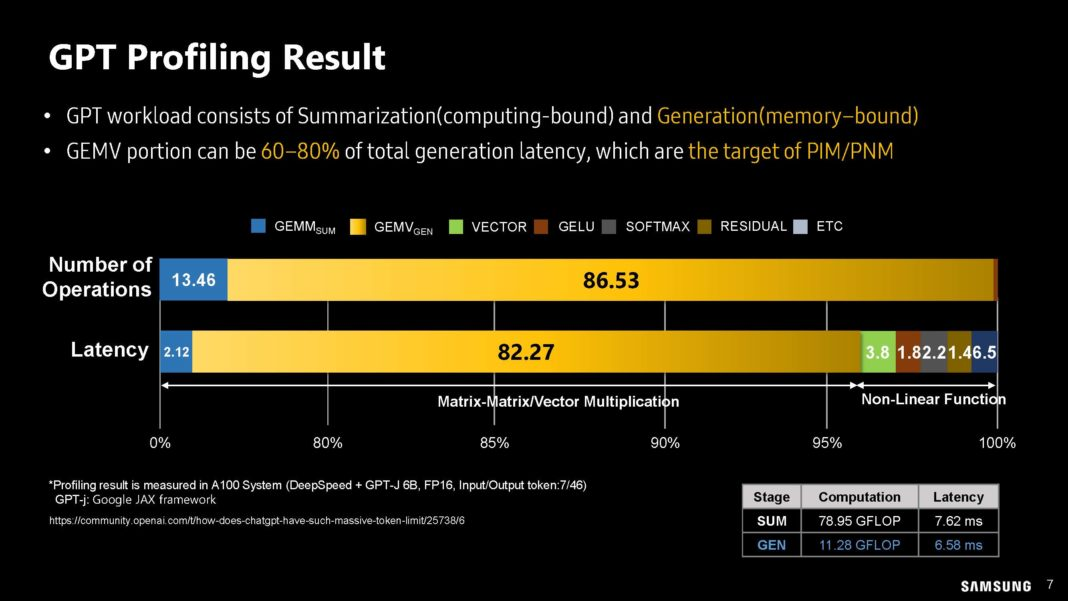 GPT Profiling Result
• GPT workload consists of Summarization(computing-bound) and Generation(memory–bound)
• GEMV portion can be 60–80% of total generation latency, which are the target of PIM/PNM
GEMMSUM GEMVGEN VECTOR GELU SOFTMAX RESIDUAL ETC
Number of
Operations
13.46 86.53
Latency 2.12 82.27 3.8 1.8 2.2 1.4 6.5
Matrix-Matrix/Vector Multiplication Non-Linear Function
0% 80% 85% 90% 95% 100%
*Profiling result is measured in A100 System (DeepSpeed + GPT-J 6B, FP16, Input/Output token:7/46)
GPT-j: Google JAX framework
https://community.openai.com/t/how-does-chatgpt-have-such-massive-token-limit/25738/6
Stage Computation Latency
SUM 78.95 GFLOP 7.62 ms
GEN 11.28 GFLOP 6.58 ms
SAMSUNG 7